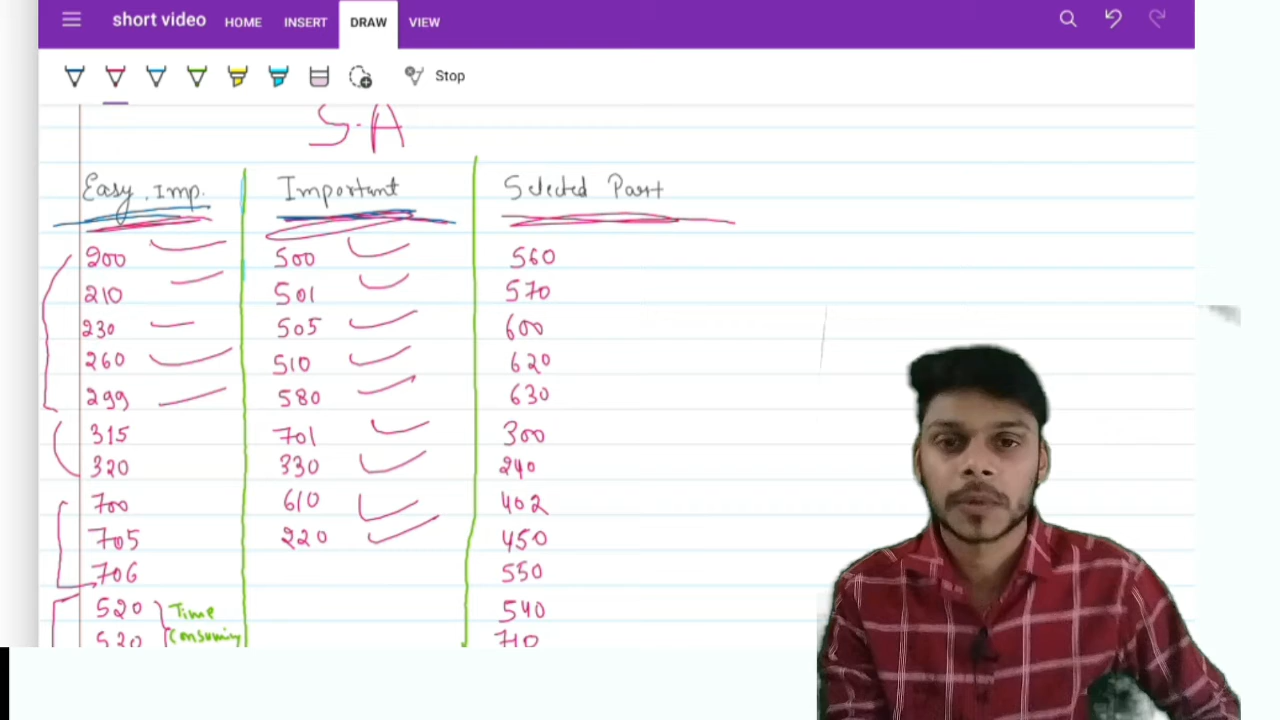 short video HOME INSERT DRAW VIEW
Stop
S.A
Easy. Imp. Important Selected Part
200 500 560
210 501 570
230 505 600
260 510 620
299 580 630
315 701 300
320 330 240
700 610 402
705 220 450
706 550
520 Time 540
530 Consuming 710